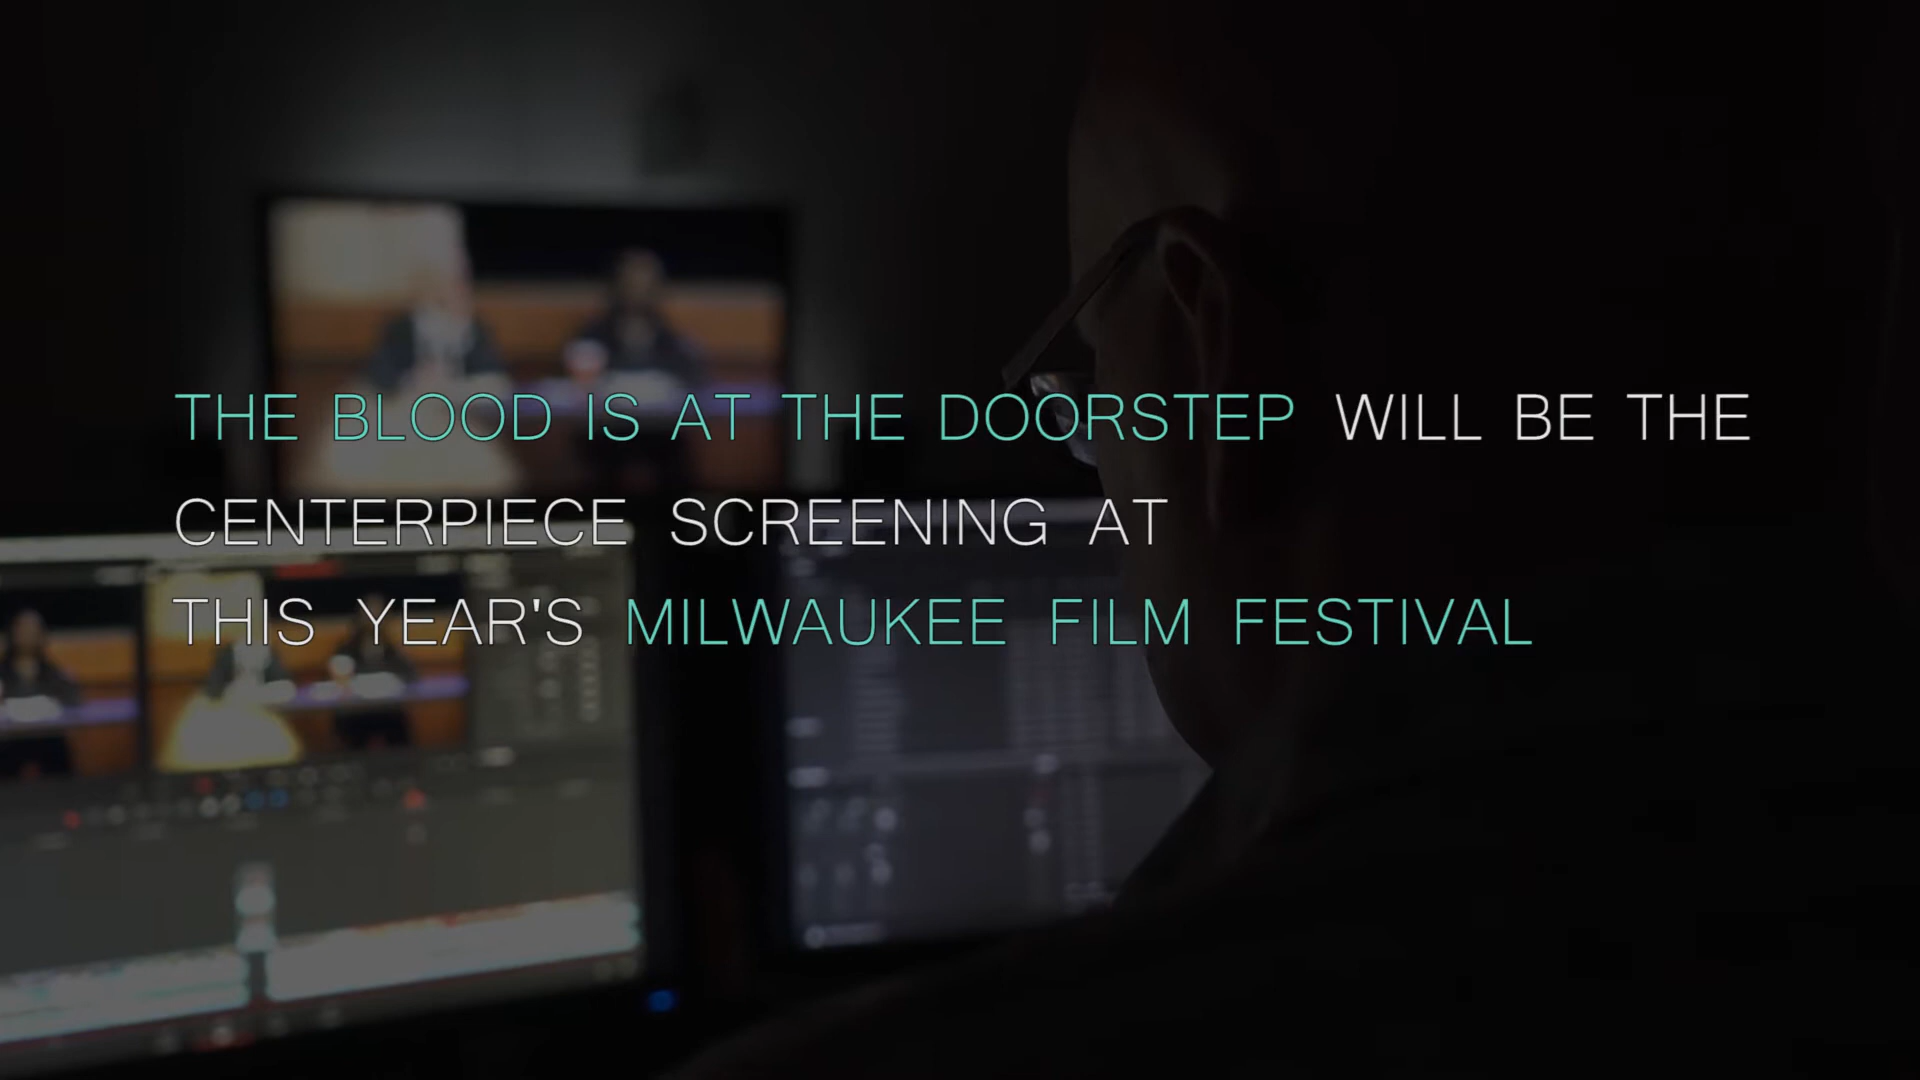 THE BLOOD IS AT THE DOORSTEP WILL BE THE
CENTERPIECE SCREENING AT
THIS YEAR'S MILWAUKEE FILM FESTIVAL